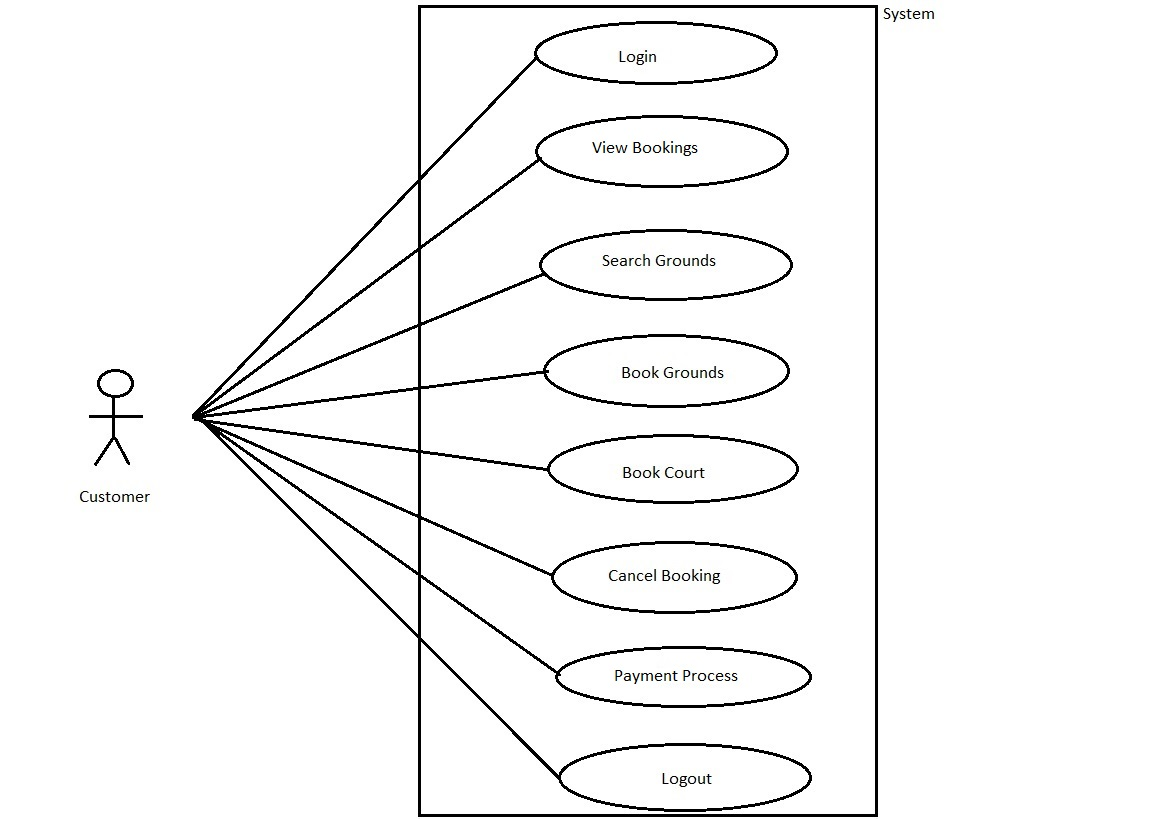 System
Login
View Bookings
Search Grounds
Book Grounds
Book Court
Customer
Cancel Booking
Payment Process
Logout